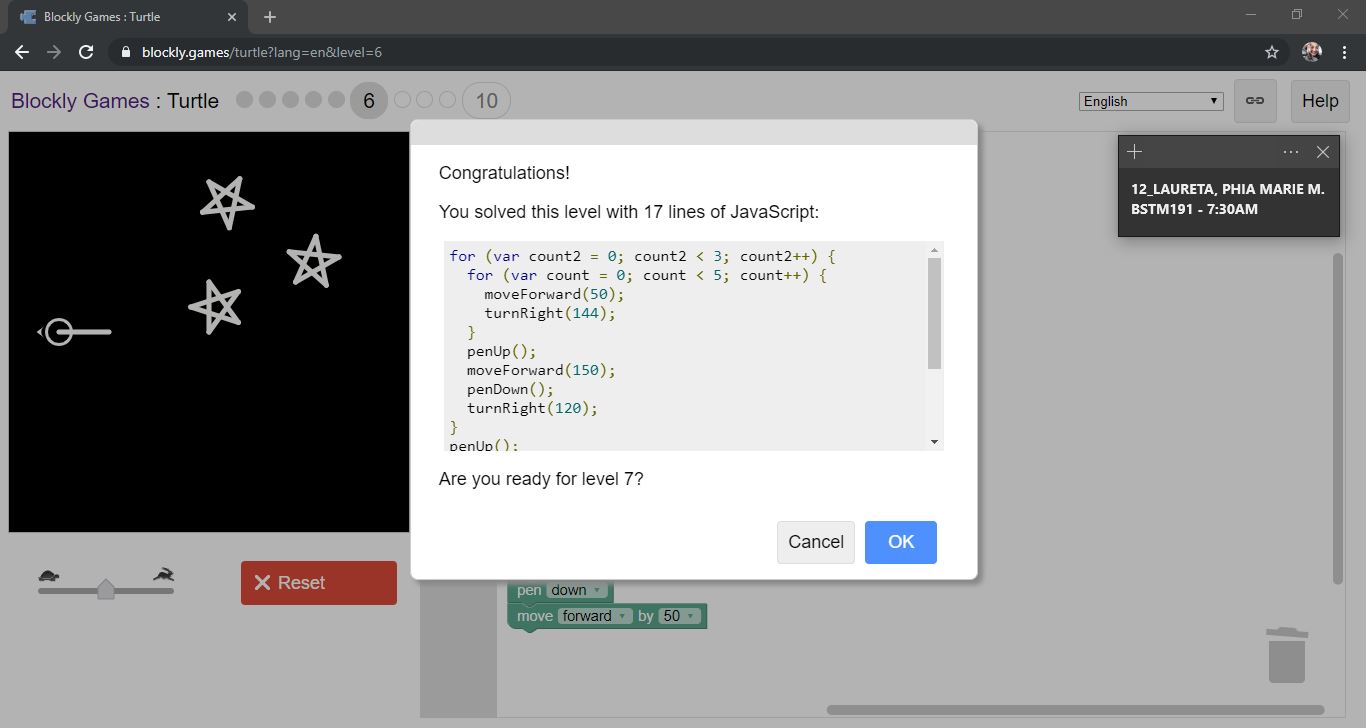 Blockly Games : Turtle
blockly.games/turtle?lang=en&level=6
Blockly Games : Turtle 6 10
English
Help
12_LAURETA, PHIA MARIE M.
BSTM191 - 7:30AM
Congratulations!
You solved this level with 17 lines of JavaScript:
for (var count2 = 0; count2 < 3; count2++) {
for (var count = 0; count < 5; count++) {
moveForward(50);
turnRight(144);
}
penUp();
moveForward(150);
penDown();
turnRight(120);
}
penUp();
Are you ready for level 7?
Cancel OK
Reset
pen down
move forward by 50